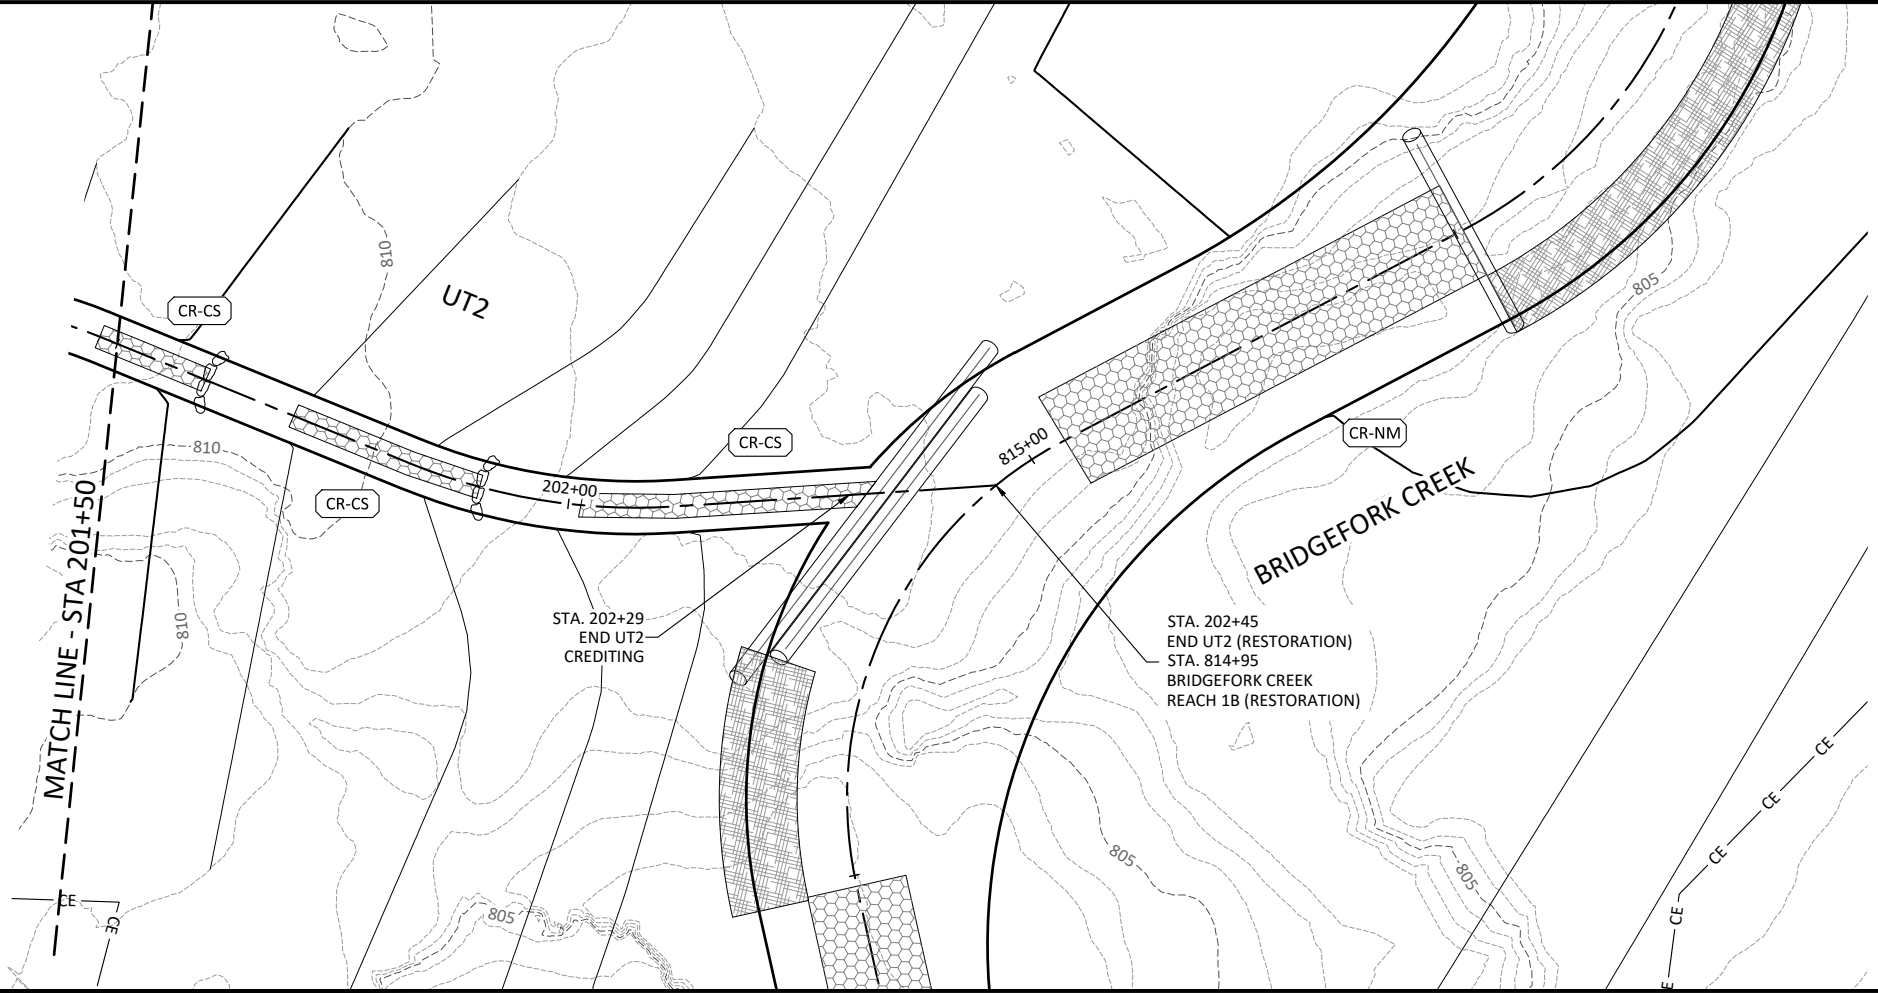 810
CR-CS
UT2
805
CR-CS
CR-NM
810
815+00
202+00
CR-CS
BRIDGEFORK CREEK
MATCH LINE - STA 201+50
810
STA. 202+29
END UT2
CREDITING
STA. 202+45
END UT2 (RESTORATION)
STA. 814+95
BRIDGEFORK CREEK
REACH 1B (RESTORATION)
CE
CE
CE
805
805
CE
CE
805
CE
CE